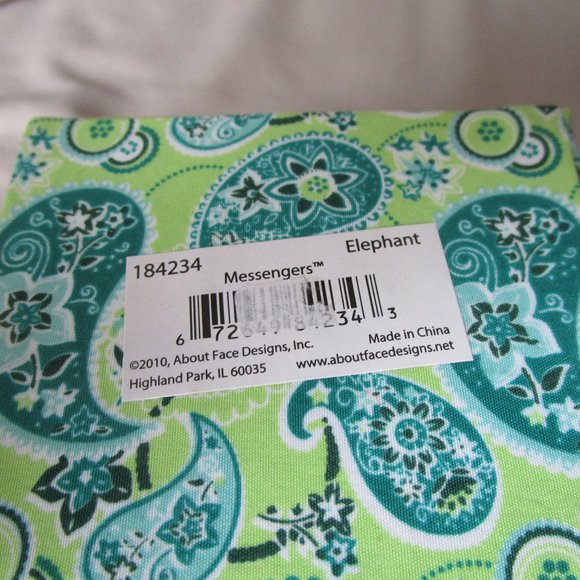 184234 Elephant
Messengers™
6 72649 84234 3
©2010, About Face Designs, Inc. Made in China
Highland Park, IL 60035 www.aboutfacedesigns.net